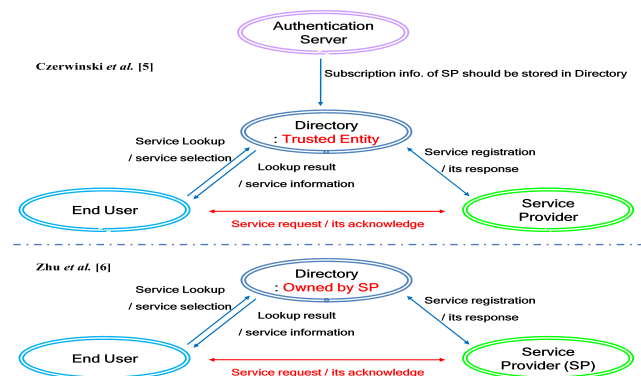 Authentication
Server
Czerwinski et al. [5]
Subscription info. of SP should be stored in Directory
Directory
: Trusted Entity
Service Lookup
/ service selection
Lookup result
/ service information
Service registration
/ its response
End User
Service request / its acknowledge
Service
Provider
Zhu et al. [6]
Directory
: Owned by SP
Service Lookup
/ service selection
Lookup result
/ service information
Service registration
/ its response
End User
Service request / its acknowledge
Service
Provider (SP)